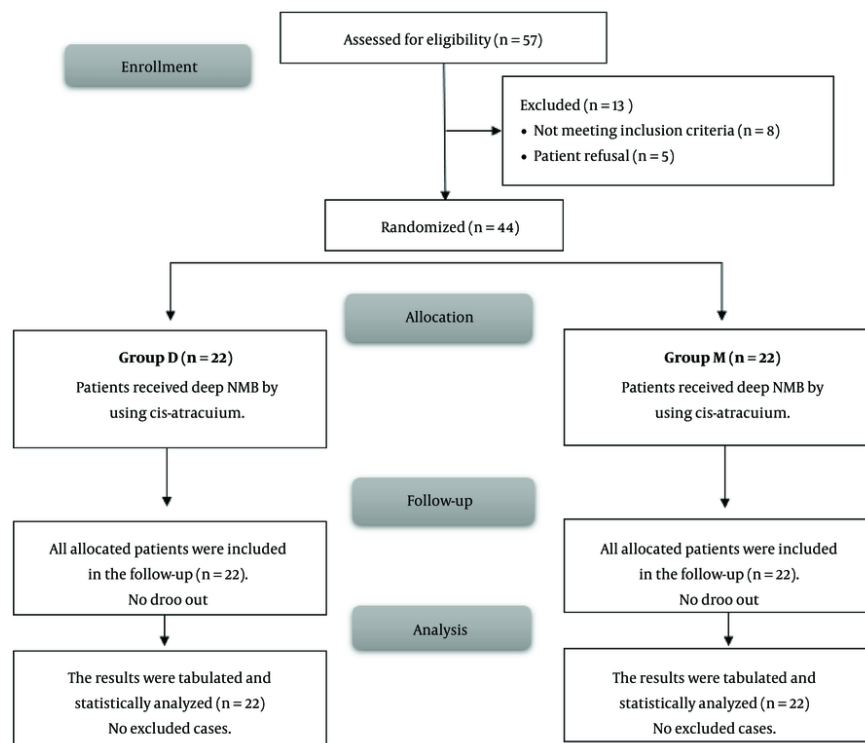 Assessed for eligibility (n = 57)
Enrollment
Excluded (n = 13 )
• Not meeting inclusion criteria (n = 8)
• Patient refusal (n = 5)
Randomized (n = 44)
Allocation
Group D (n = 22)
Patients received deep NMB by
using cis-atracuium.
Group M (n = 22)
Patients received deep NMB by
using cis-atracuium.
Follow-up
All allocated patients were included
in the follow-up (n = 22).
No droo out
All allocated patients were included
in the follow-up (n = 22).
No droo out
Analysis
The results were tabulated and
statistically analyzed (n = 22)
No excluded cases.
The results were tabulated and
statistically analyzed (n = 22)
No excluded cases.